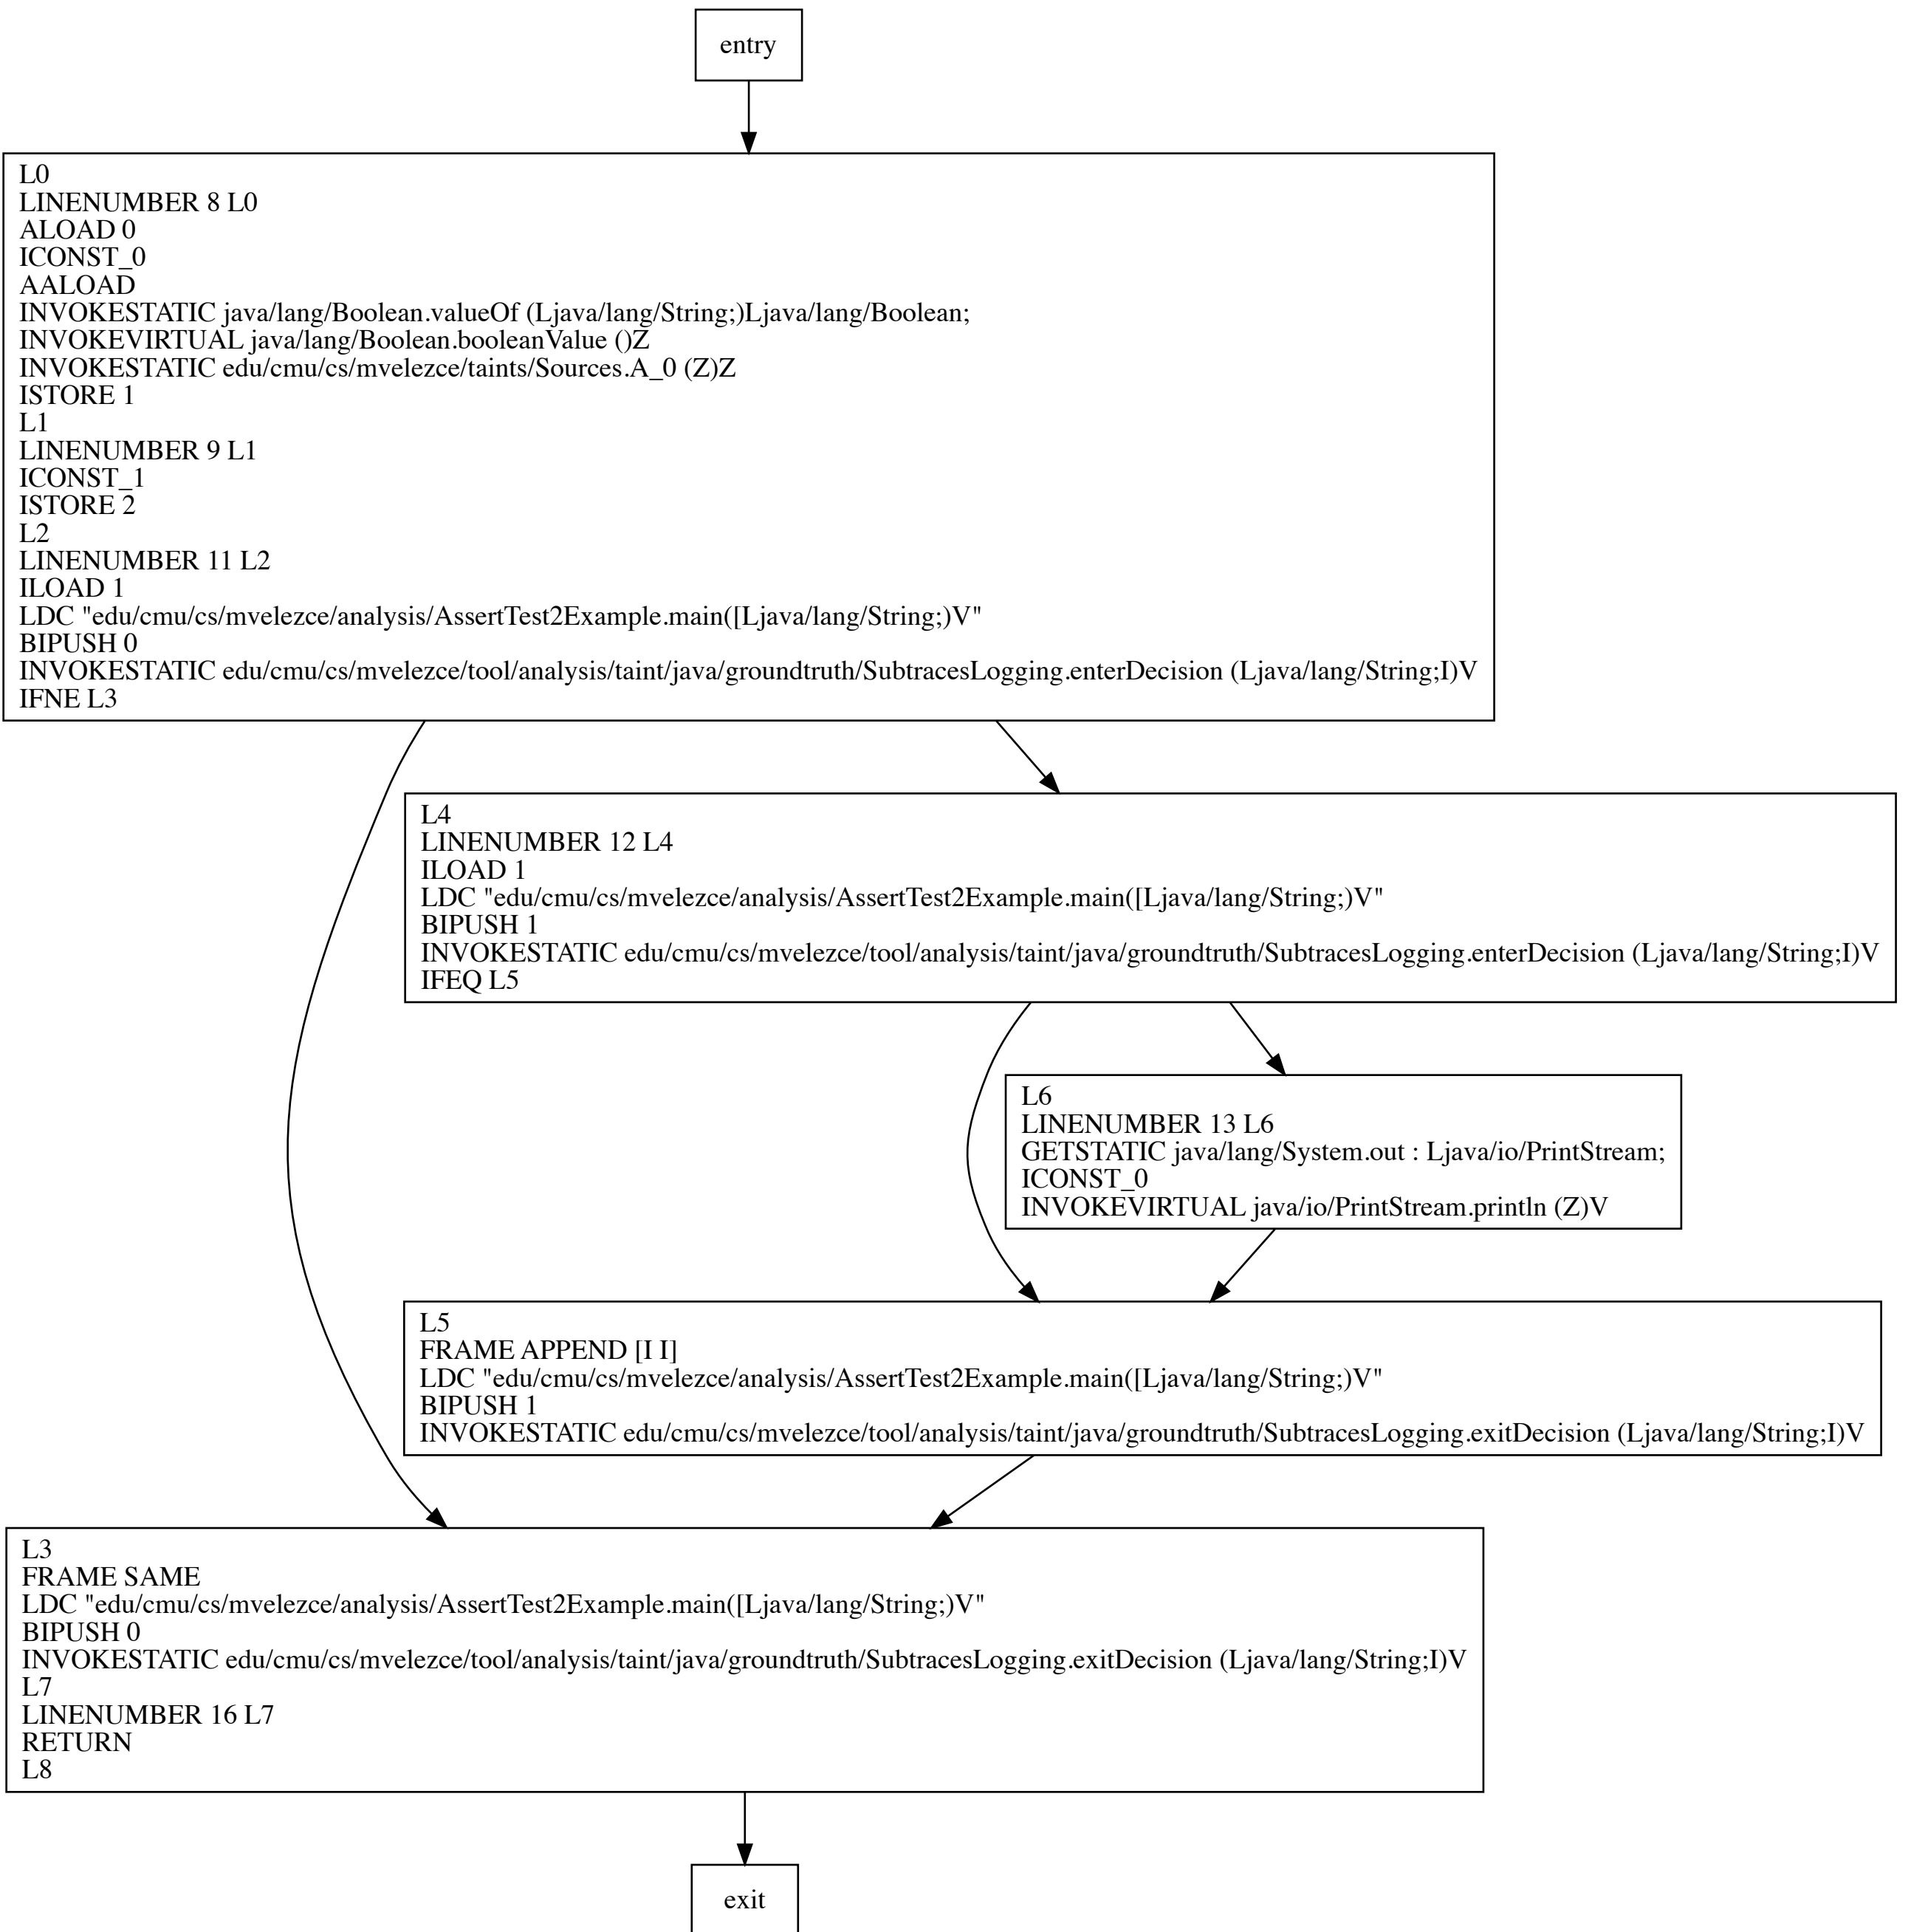 entry
L0
LINENUMBER 8 L0
ALOAD 0
ICONST_0
AALOAD
INVOKESTATIC java/lang/Boolean.valueOf (Ljava/lang/String;)Ljava/lang/Boolean;
INVOKEVIRTUAL java/lang/Boolean.booleanValue ()Z
INVOKESTATIC edu/cmu/cs/mvelezce/taints/Sources.A_0 (Z)Z
ISTORE 1
L1
LINENUMBER 9 L1
ICONST_1
ISTORE 2
L2
LINENUMBER 11 L2
ILOAD 1
LDC "edu/cmu/cs/mvelezce/analysis/AssertTest2Example.main([Ljava/lang/String;)V"
BIPUSH 0
INVOKESTATIC edu/cmu/cs/mvelezce/tool/analysis/taint/java/groundtruth/SubtracesLogging.enterDecision (Ljava/lang/String;I)V
IFNE L3
L4
LINENUMBER 12 L4
ILOAD 1
LDC "edu/cmu/cs/mvelezce/analysis/AssertTest2Example.main([Ljava/lang/String;)V"
BIPUSH 1
INVOKESTATIC edu/cmu/cs/mvelezce/tool/analysis/taint/java/groundtruth/SubtracesLogging.enterDecision (Ljava/lang/String;I)V
IFEQ L5
L6
LINENUMBER 13 L6
GETSTATIC java/lang/System.out : Ljava/io/PrintStream;
ICONST_0
INVOKEVIRTUAL java/io/PrintStream.println (Z)V
L5
FRAME APPEND [I I]
LDC "edu/cmu/cs/mvelezce/analysis/AssertTest2Example.main([Ljava/lang/String;)V"
BIPUSH 1
INVOKESTATIC edu/cmu/cs/mvelezce/tool/analysis/taint/java/groundtruth/SubtracesLogging.exitDecision (Ljava/lang/String;I)V
L3
FRAME SAME
LDC "edu/cmu/cs/mvelezce/analysis/AssertTest2Example.main([Ljava/lang/String;)V"
BIPUSH 0
INVOKESTATIC edu/cmu/cs/mvelezce/tool/analysis/taint/java/groundtruth/SubtracesLogging.exitDecision (Ljava/lang/String;I)V
L7
LINENUMBER 16 L7
RETURN
L8
exit